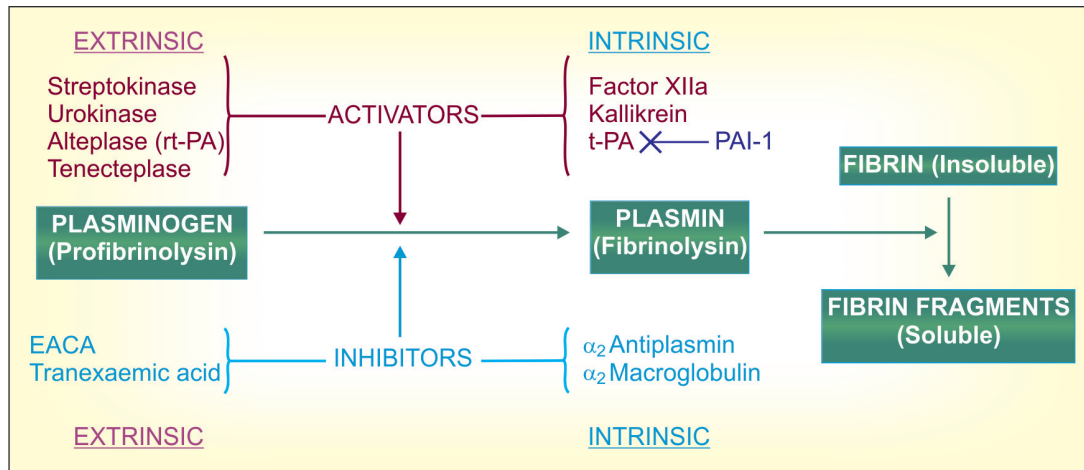 EXTRINSIC
INTRINSIC
Streptokinase
Urokinase
Alteplase (rt-PA)
Tenecteplase
ACTIVATORS
Factor XIIa
Kallikrein
t-PA
PAI-1
FIBRIN (Insoluble)
PLASMINOGEN
(Profibrinolysin)
PLASMIN
(Fibrinolysin)
FIBRIN FRAGMENTS
(Soluble)
EACA
Tranexaemic acid
INHIBITORS
α₂ Antiplasmin
α₂ Macroglobulin
EXTRINSIC
INTRINSIC